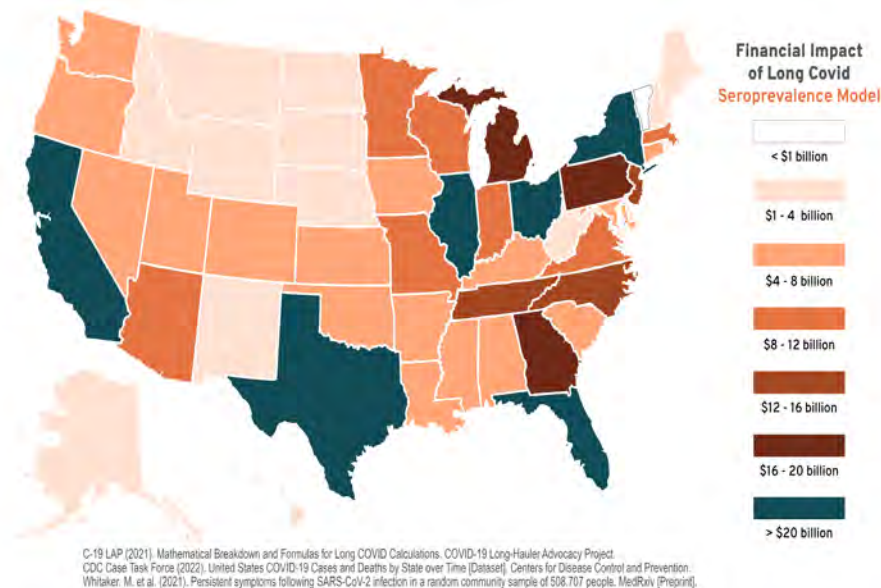 Financial Impact
of Long Covid
Seroprevalence Model
< $1 billion
$1 - 4 billion
$4 - 8 billion
$8 - 12 billion
$12 - 16 billion
$16 - 20 billion
> $20 billion
C-19 LAP (2021). Mathematical Breakdown and Formulas for Long COVID Calculations. COVID-19 Long-Hauler Advocacy Project.
CDC Case Task Force (2022). United States COVID-19 Cases and Deaths by State over Time [Dataset]. Centers for Disease Control and Prevention.
Whitaker. M. et al. (2021). Persistent symptoms following SARS-CoV-2 infection in a random community sample of 508,707 people. MedRxiv [Preprint].